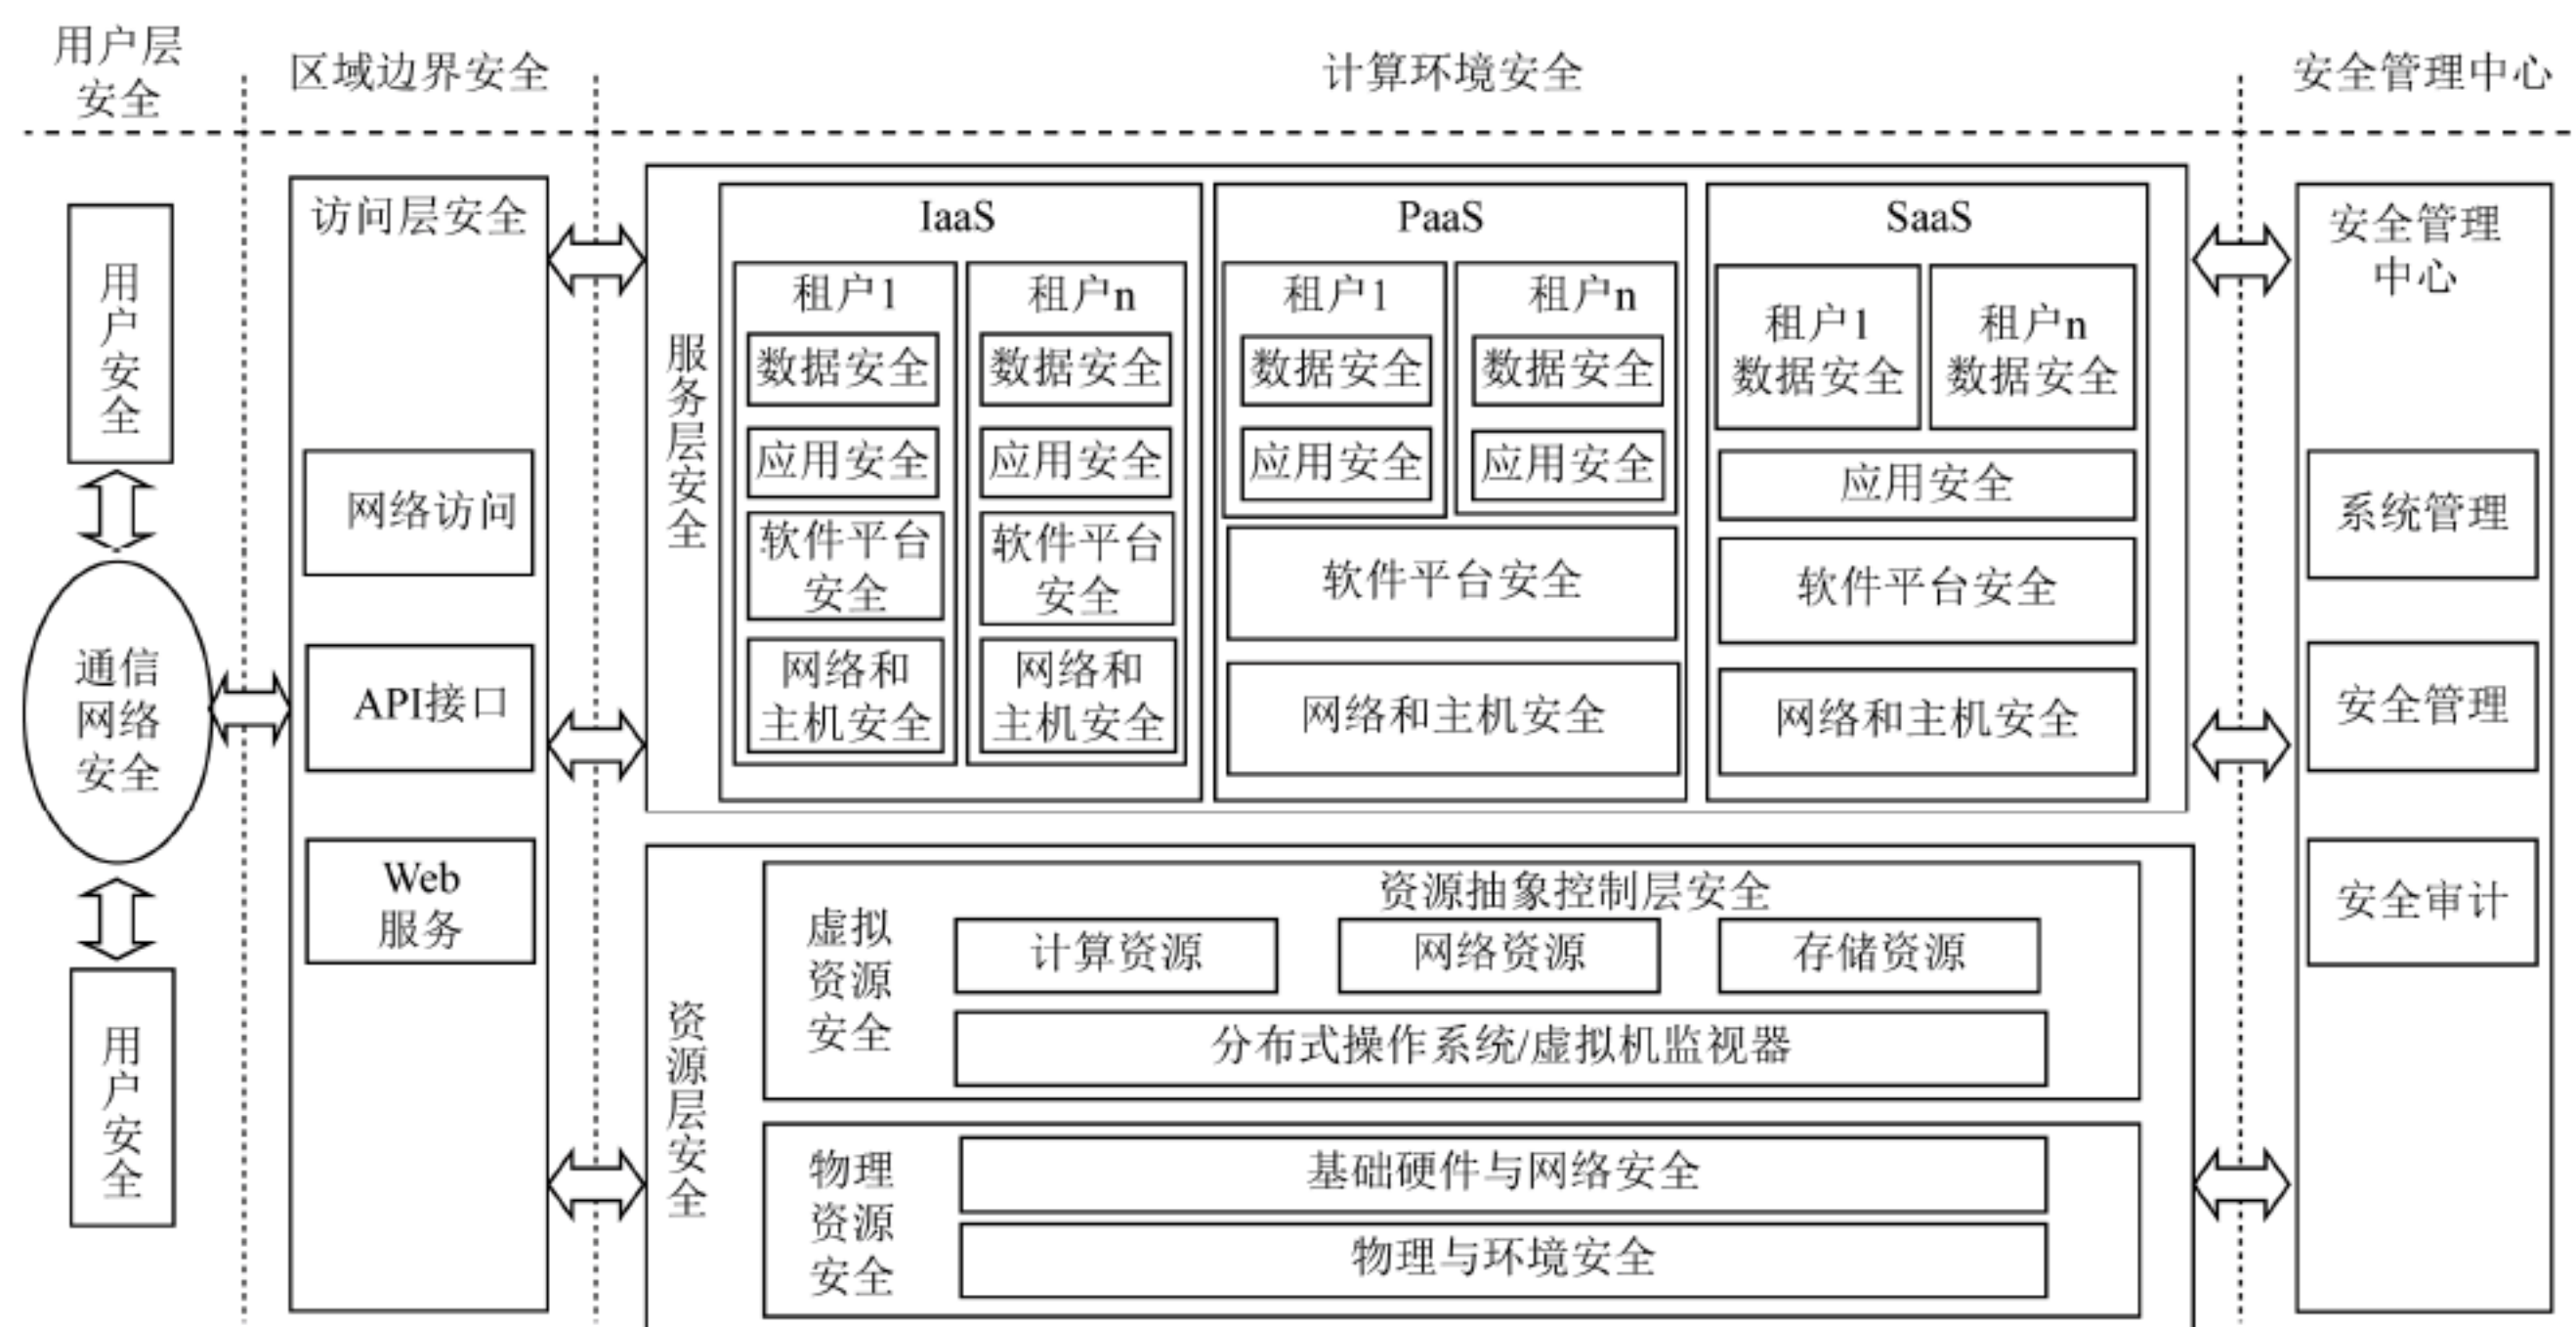 用户层
安全
区域边界安全
计算环境安全
安全管理中心
用户安全
通信
网络
安全
用户安全
访问层安全
网络访问
API接口
Web
服务
服务层安全
IaaS
租户1
数据安全
应用安全
软件平台
安全
网络和
主机安全
租户n
数据安全
应用安全
软件平台
安全
网络和
主机安全
PaaS
租户1
数据安全
应用安全
租户n
数据安全
应用安全
软件平台安全
网络和主机安全
SaaS
租户1
数据安全
租户n
数据安全
应用安全
软件平台安全
网络和主机安全
资源层安全
虚拟
资源
安全
资源抽象控制层安全
计算资源
网络资源
存储资源
分布式操作系统/虚拟机监视器
物理
资源
安全
基础硬件与网络安全
物理与环境安全
安全管理
中心
系统管理
安全管理
安全审计